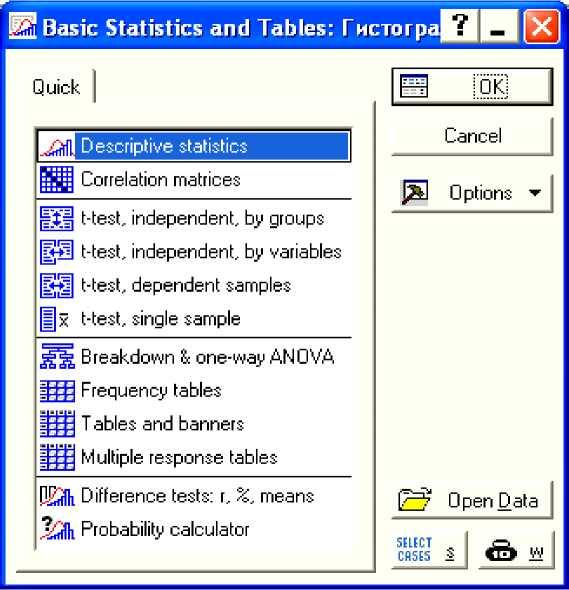 Basic Statistics and Tables: Гистогра
Quick
Descriptive statistics
Correlation matrices
t-test, independent, by groups
t-test, independent, by variables
t-test, dependent samples
t-test, single sample
Breakdown & one-way ANOVA
Frequency tables
Tables and banners
Multiple response tables
Difference tests: r, %, means
Probability calculator
OK
Cancel
Options
Open Data
SELECT CASES S
W